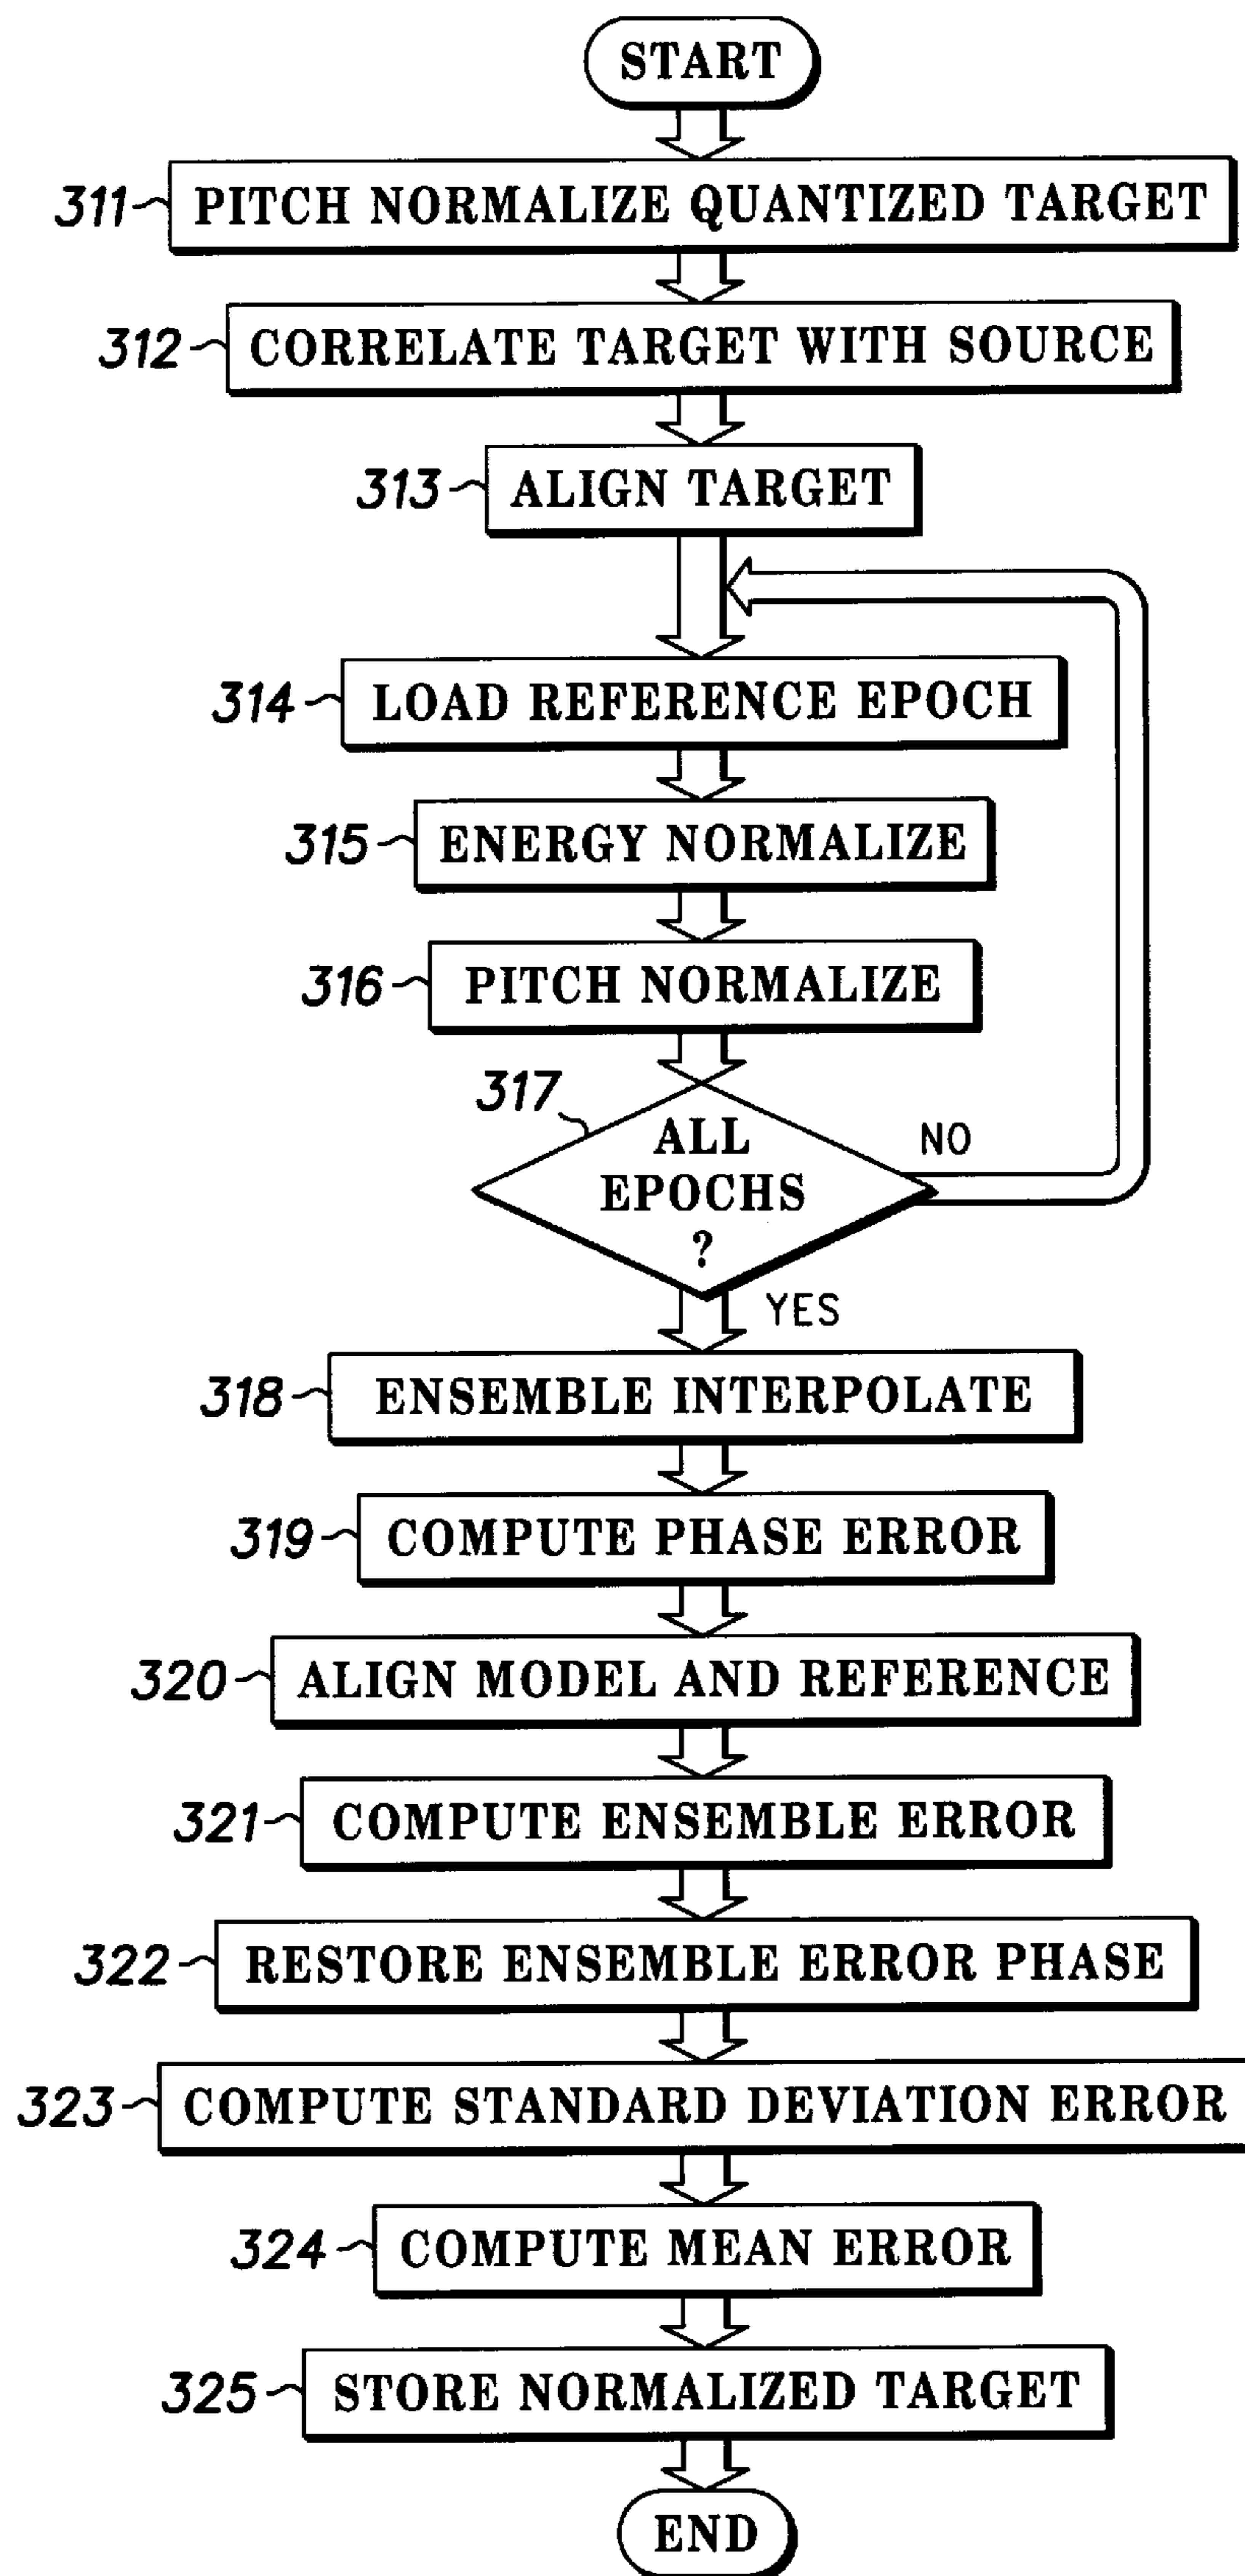 START
311 PITCH NORMALIZE QUANTIZED TARGET
312 CORRELATE TARGET WITH SOURCE
313 ALIGN TARGET
314 LOAD REFERENCE EPOCH
315 ENERGY NORMALIZE
316 PITCH NORMALIZE
317
ALL
EPOCHS
?
NO
YES
318 ENSEMBLE INTERPOLATE
319 COMPUTE PHASE ERROR
320 ALIGN MODEL AND REFERENCE
321 COMPUTE ENSEMBLE ERROR
322 RESTORE ENSEMBLE ERROR PHASE
323 COMPUTE STANDARD DEVIATION ERROR
324 COMPUTE MEAN ERROR
325 STORE NORMALIZED TARGET
END